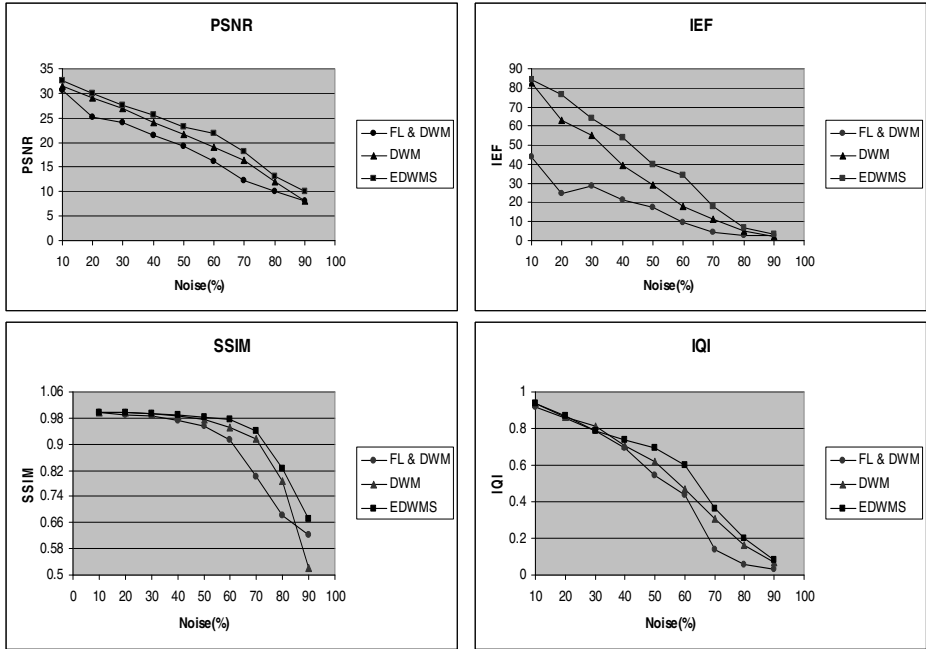 PSNR
35
30
25
20
15
10
5
0
PSNR
10 20 30 40 50 60 70 80 90 100
Noise(%)
FL & DWM
DWM
EDWMS
IEF
90
80
70
60
50
40
30
20
10
0
IEF
10 20 30 40 50 60 70 80 90 100
Noise(%)
FL & DWM
DWM
EDWMS
SSIM
1.06
0.98
0.9
0.82
0.74
0.66
0.58
0.5
SSIM
0 10 20 30 40 50 60 70 80 90 100
Noise(%)
FL & DWM
DWM
EDWMS
IQI
1
0.8
0.6
0.4
0.2
0
IQI
10 20 30 40 50 60 70 80 90 100
Noise(%)
FL & DWM
DWM
EDWMS